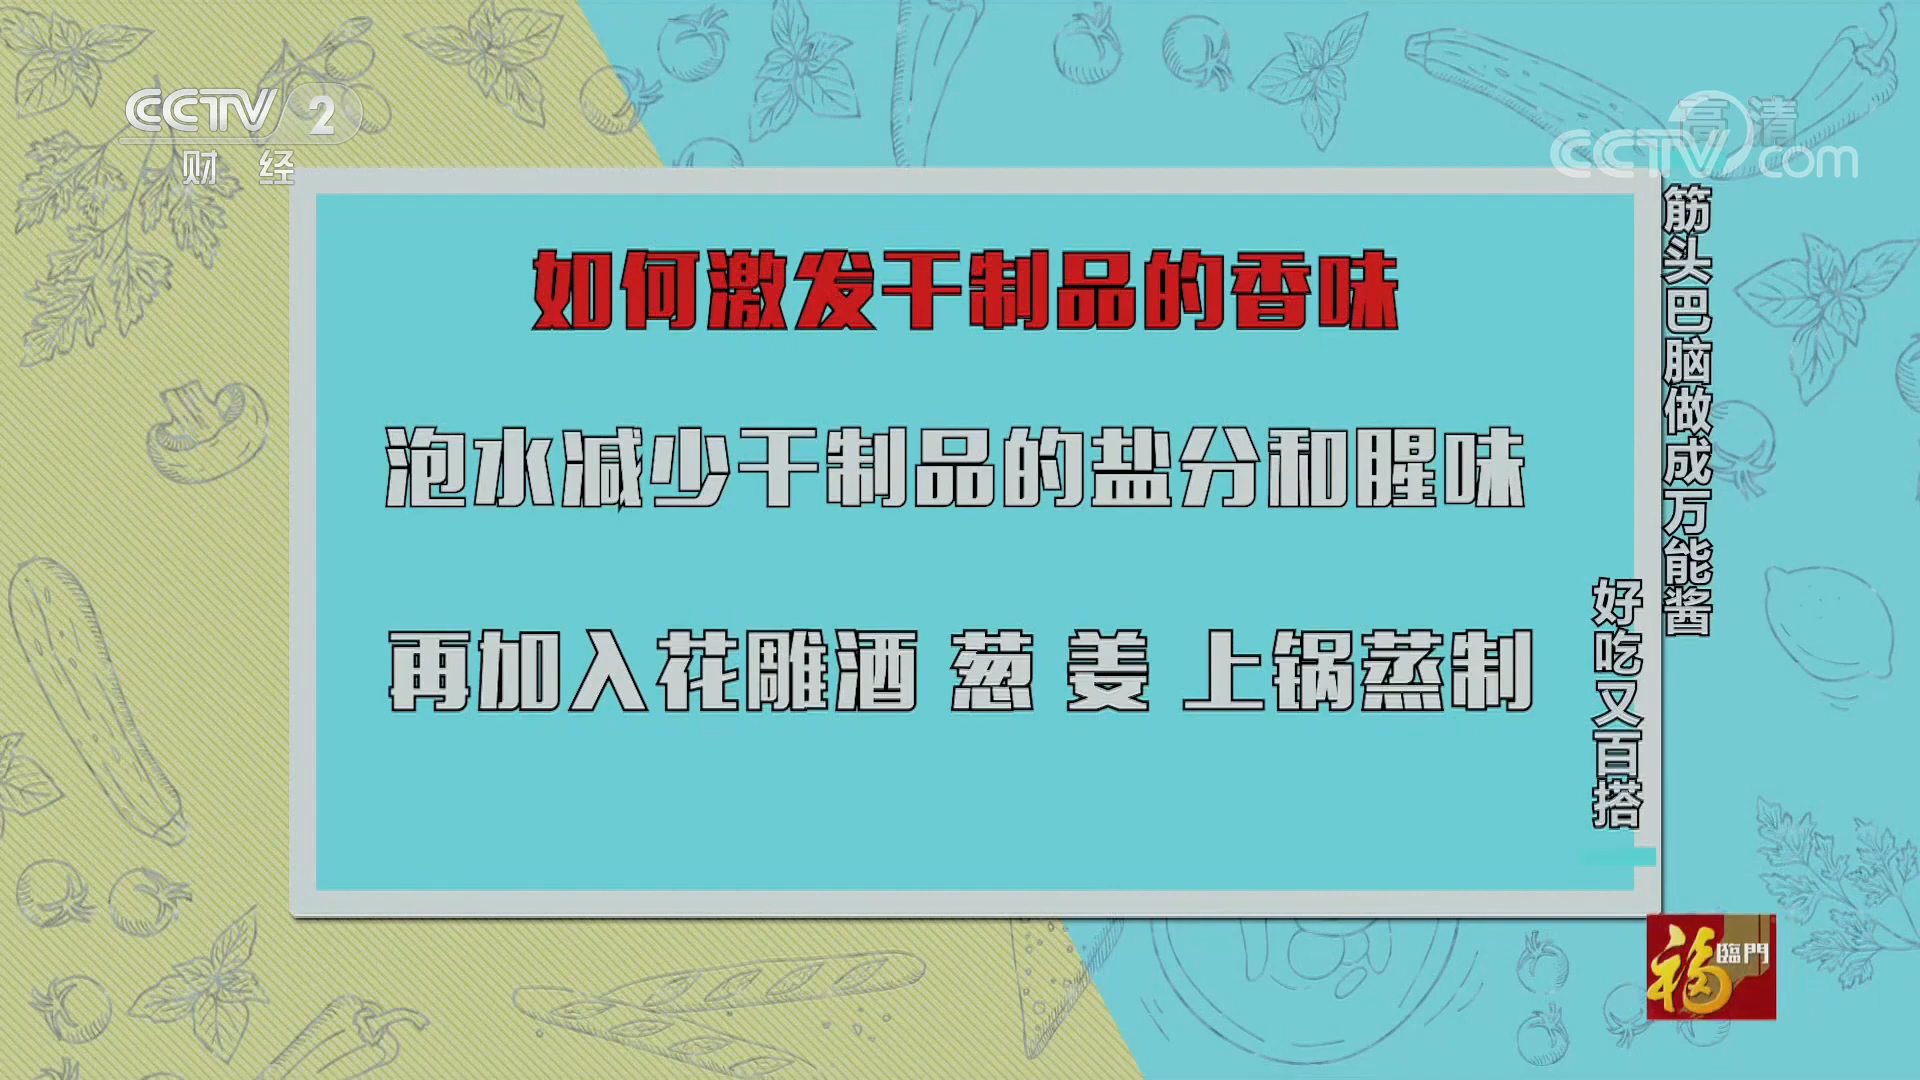 CCTV 2
财 经
高清
CCTV.com
如何激发干制品的香味
泡水减少干制品的盐分和腥味
再加入花雕酒 葱 姜 上锅蒸制
筋头巴脑做成万能酱
好吃又百搭
福臨門